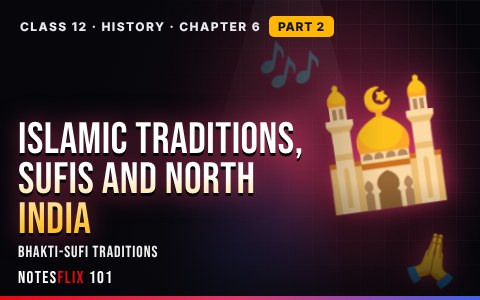 CLASS 12 · HISTORY · CHAPTER 6 PART 2
ISLAMIC TRADITIONS,
SUFIS AND NORTH
INDIA
BHAKTI-SUFI TRADITIONS
NOTESFLIX 101